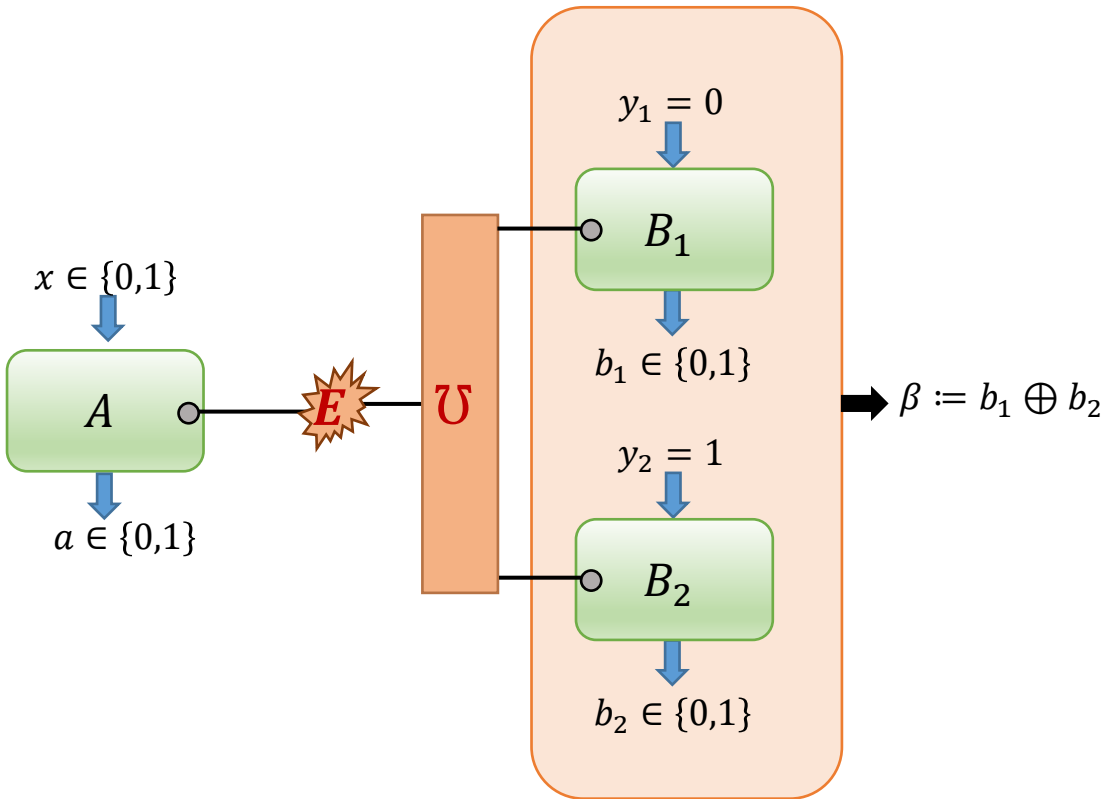 x ∈ {0,1}
A
a ∈ {0,1}
E
℧
y₁ = 0
B₁
b₁ ∈ {0,1}
y₂ = 1
B₂
b₂ ∈ {0,1}
β ≔ b₁ ⊕ b₂